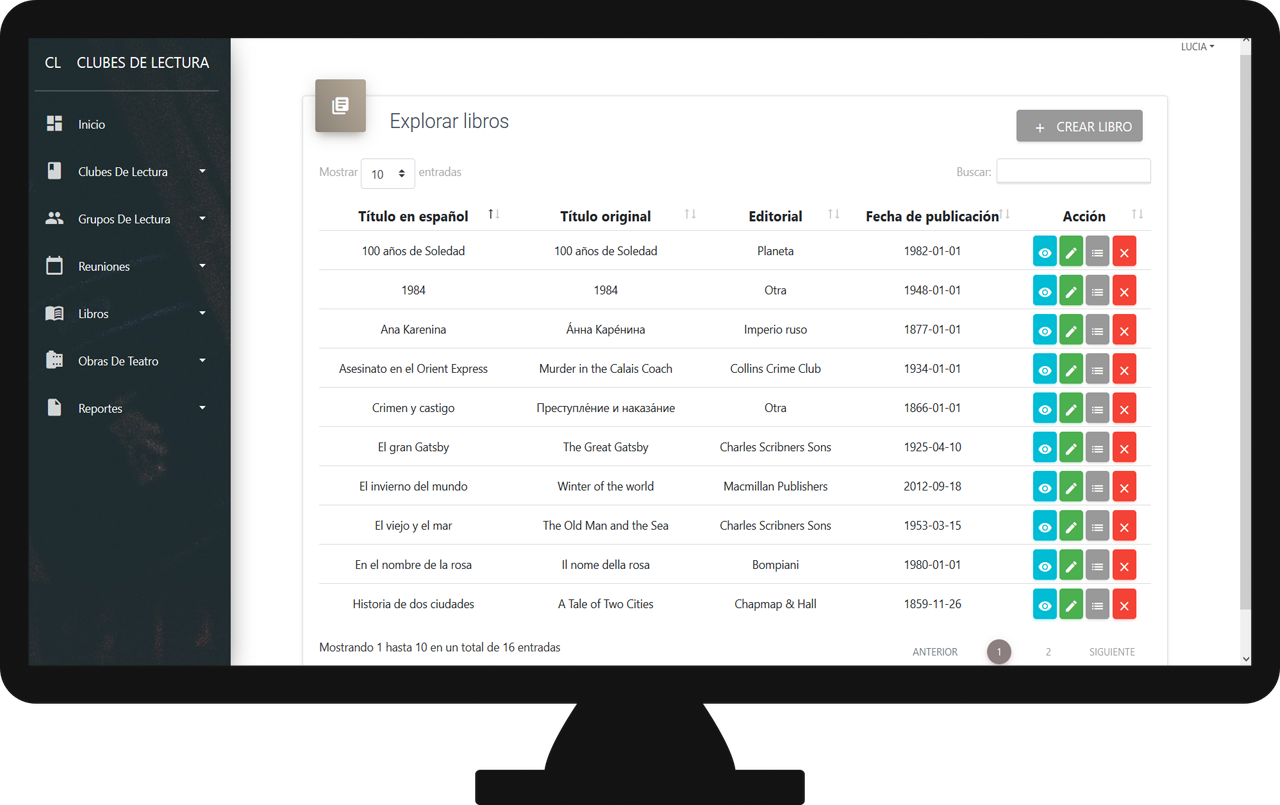 CL CLUBES DE LECTURA
LUCIA
Inicio
Clubes De Lectura
Grupos De Lectura
Reuniones
Libros
Obras De Teatro
Reportes
Explorar libros
+ CREAR LIBRO
Mostrar 10 entradas
Buscar:
Título en español Título original Editorial Fecha de publicación Acción
100 años de Soledad 100 años de Soledad Planeta 1982-01-01
1984 1984 Otra 1948-01-01
Ana Karenina А́нна Каре́нина Imperio ruso 1877-01-01
Asesinato en el Orient Express Murder in the Calais Coach Collins Crime Club 1934-01-01
Crimen y castigo Преступле́ние и наказа́ние Otra 1866-01-01
El gran Gatsby The Great Gatsby Charles Scribners Sons 1925-04-10
El invierno del mundo Winter of the world Macmillan Publishers 2012-09-18
El viejo y el mar The Old Man and the Sea Charles Scribners Sons 1953-03-15
En el nombre de la rosa Il nome della rosa Bompiani 1980-01-01
Historia de dos ciudades A Tale of Two Cities Chapmap & Hall 1859-11-26
Mostrando 1 hasta 10 en un total de 16 entradas
ANTERIOR 1 2 SIGUIENTE